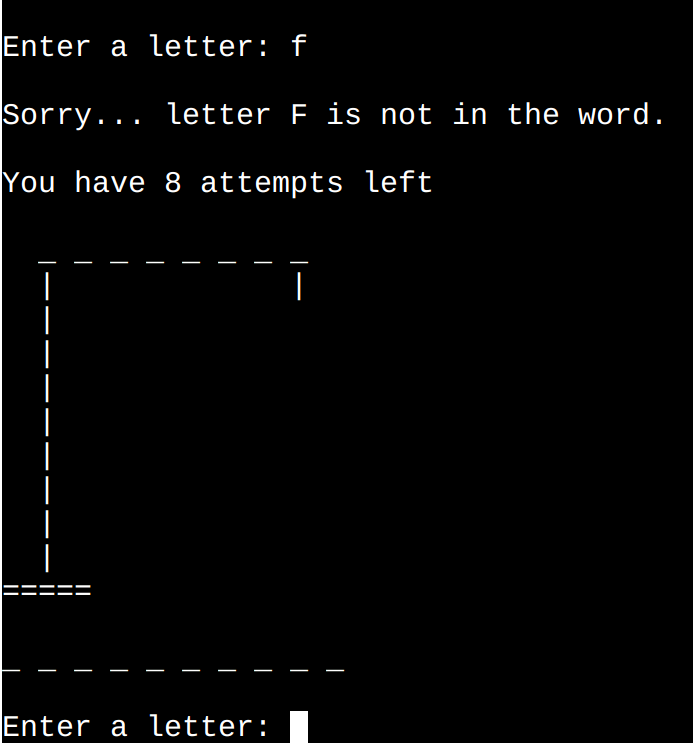 Enter a letter: f
Sorry... letter F is not in the word.
You have 8 attempts left
  _ _ _ _ _ _ _ _
  |             |
  |
  |
  |
  |
  |
  |
  |
  |
=====
_ _ _ _ _ _ _ _ _ _
Enter a letter: